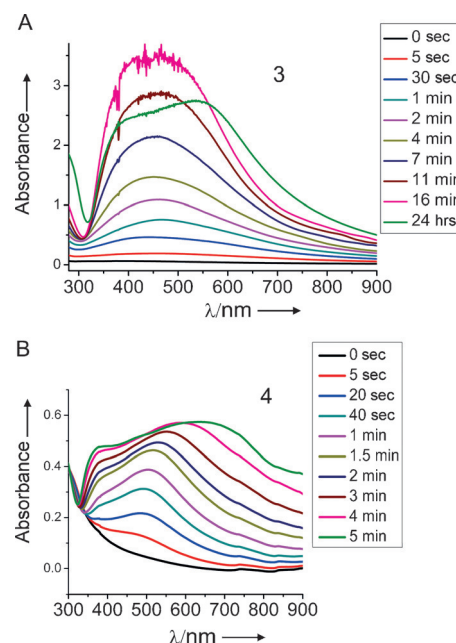 A
3
0 sec
5 sec
30 sec
1 min
2 min
4 min
7 min
11 min
16 min
24 hrs
Absorbance
3
2
1
0
300 400 500 600 700 800 900
λ/nm
B
4
0 sec
5 sec
20 sec
40 sec
1 min
1.5 min
2 min
3 min
4 min
5 min
Absorbance
0.6
0.4
0.2
0.0
300 400 500 600 700 800 900
λ/nm